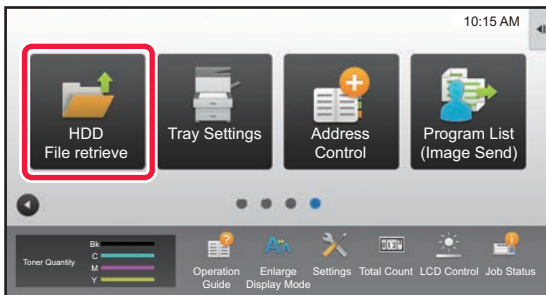 10:15 AM
HDD
File retrieve
Tray Settings
Address
Control
Program List
(Image Send)
Toner Quantity
Bk
C
M
Y
Operation
Guide
Enlarge
Display Mode
Settings
Total Count
LCD Control
Job Status